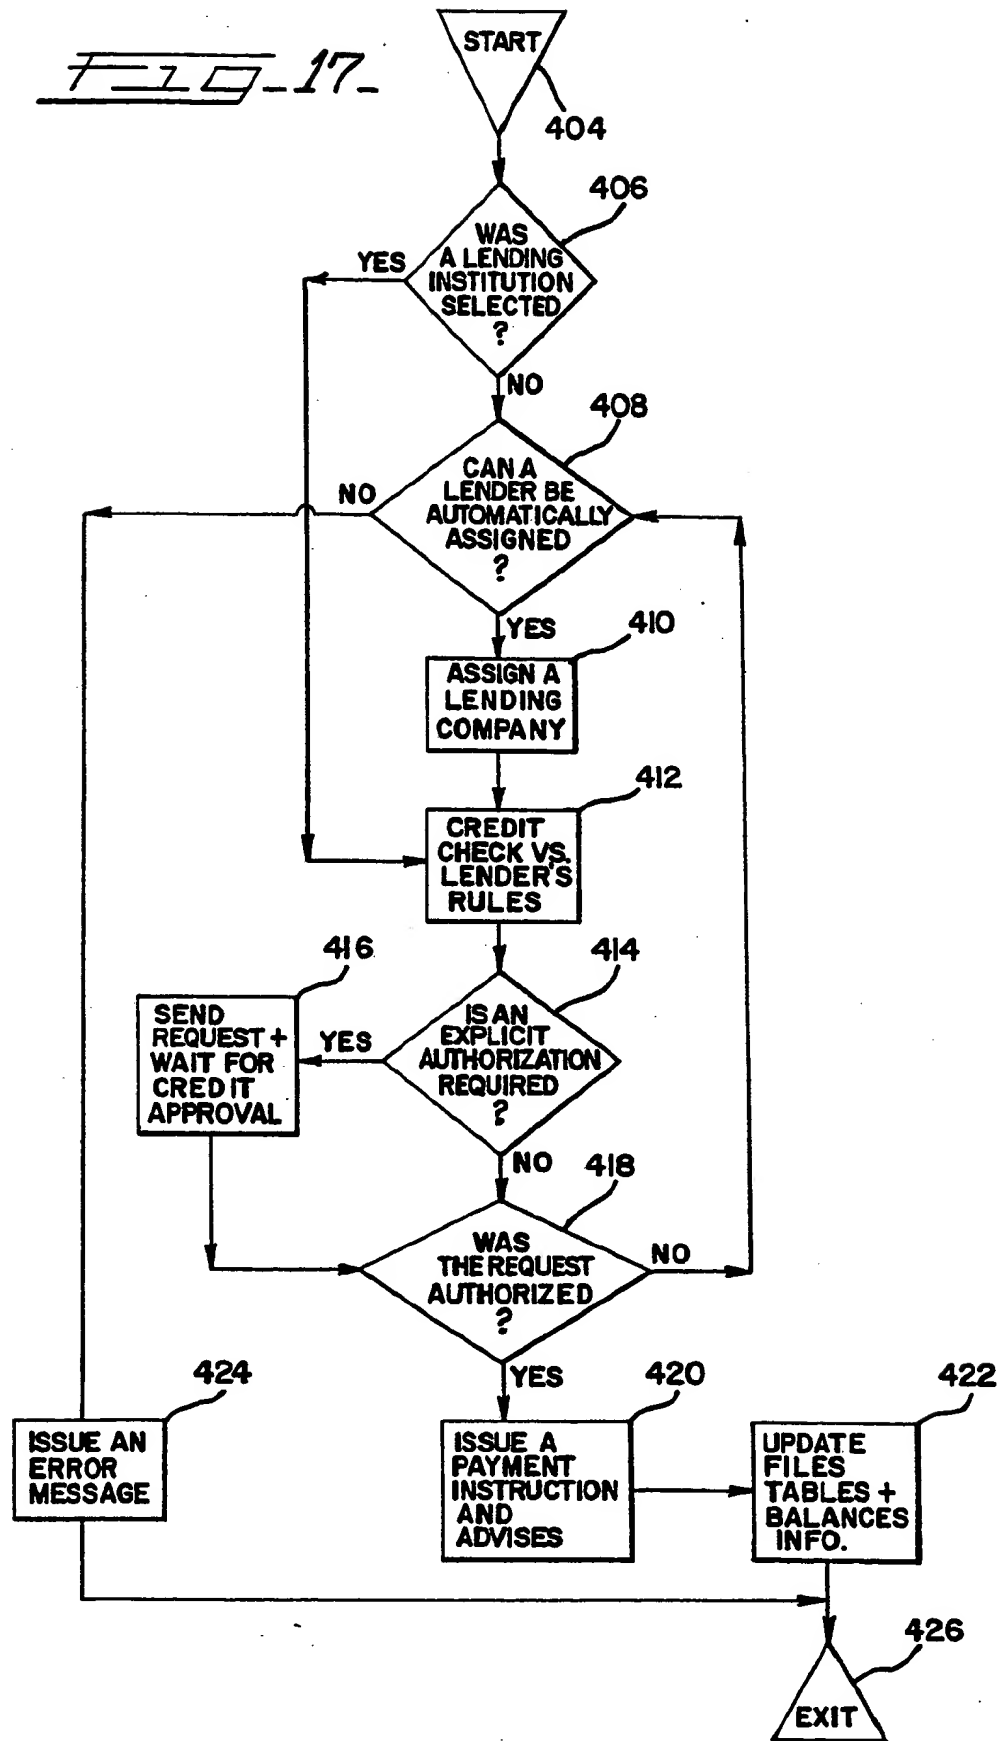 Fig. 17.
START
404
406
WAS
A LENDING
INSTITUTION
SELECTED
?
YES
NO
408
CAN A
LENDER BE
AUTOMATICALLY
ASSIGNED
?
NO
YES
410
ASSIGN A
LENDING
COMPANY
412
CREDIT
CHECK VS.
LENDER'S
RULES
416
SEND
REQUEST +
WAIT FOR
CREDIT
APPROVAL
414
IS AN
EXPLICIT
AUTHORIZATION
REQUIRED
?
YES
NO
418
WAS
THE REQUEST
AUTHORIZED
?
NO
YES
424
ISSUE AN
ERROR
MESSAGE
420
ISSUE A
PAYMENT
INSTRUCTION
AND
ADVISES
422
UPDATE
FILES
TABLES +
BALANCES
INFO.
426
EXIT